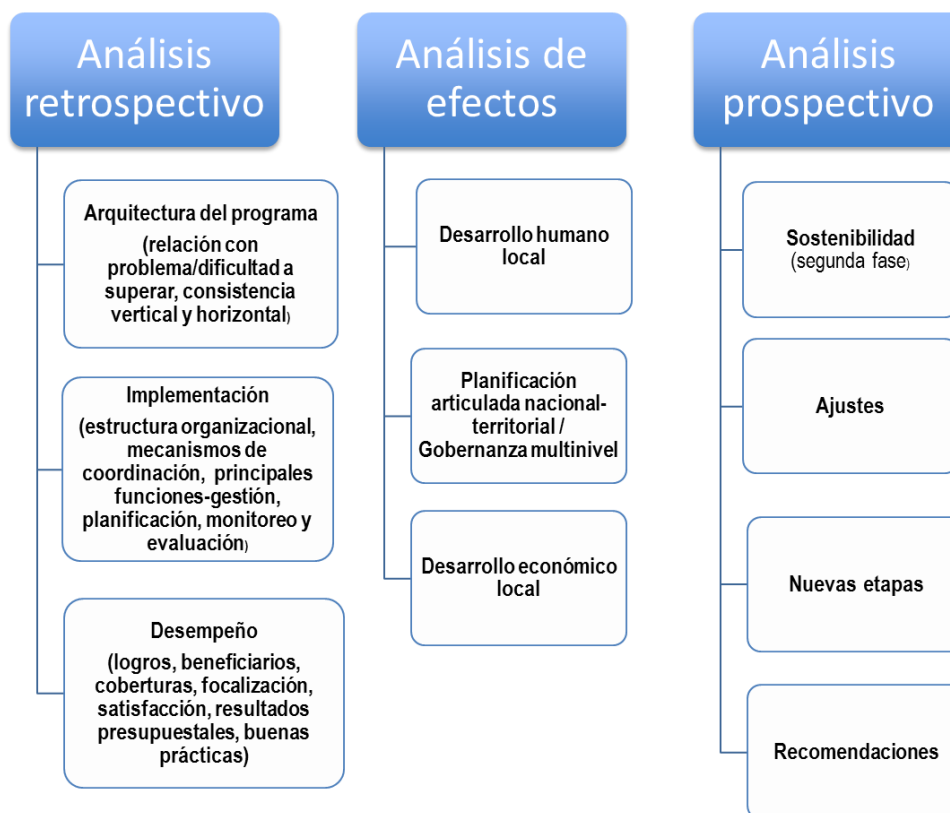 Análisis
retrospectivo
Arquitectura del programa
(relación con
problema/dificultad a
superar, consistencia
vertical y horizontal)
Implementación
(estructura organizacional,
mecanismos de
coordinación, principales
funciones-gestión,
planificación, monitoreo y
evaluación)
Desempeño
(logros, beneficiarios,
coberturas, focalización,
satisfacción, resultados
presupuestales, buenas
prácticas)
Análisis de
efectos
Desarrollo humano
local
Planificación
articulada nacional-
territorial /
Gobernanza multinivel
Desarrollo económico
local
Análisis
prospectivo
Sostenibilidad
(segunda fase)
Ajustes
Nuevas etapas
Recomendaciones